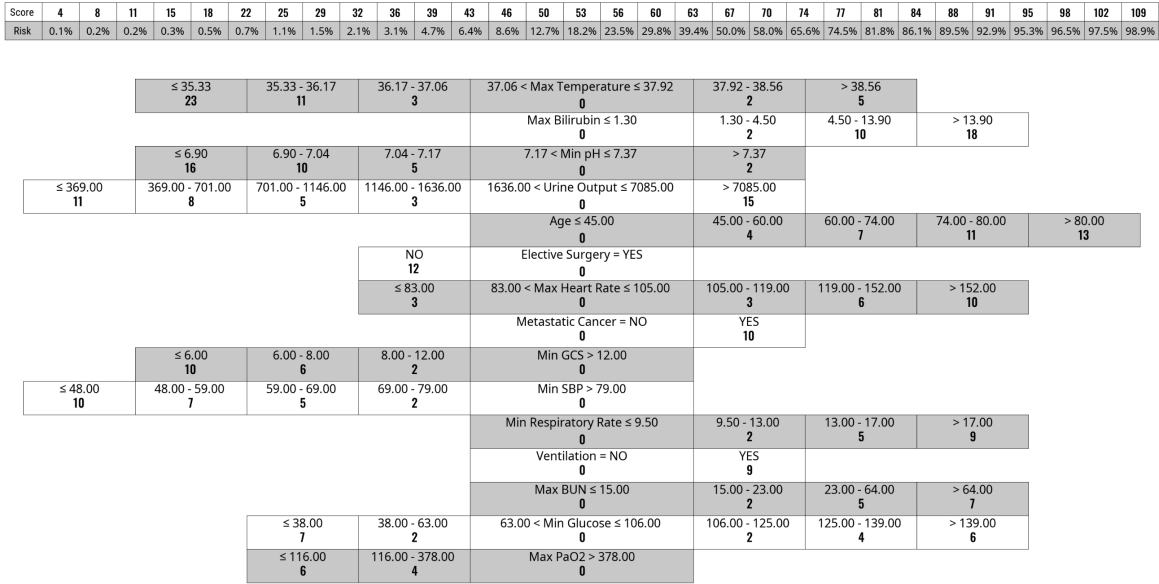 Score 4 8 11 15 18 22 25 29 32 36 39 43 46 50 53 56 60 63 67 70 74 77 81 84 88 91 95 98 102 109
Risk 0.1% 0.2% 0.2% 0.3% 0.5% 0.7% 1.1% 1.5% 2.1% 3.1% 4.7% 6.4% 8.6% 12.7% 18.2% 23.5% 29.8% 39.4% 50.0% 58.0% 65.6% 74.5% 81.8% 86.1% 89.5% 92.9% 95.3% 96.5% 97.5% 98.9%
≤ 35.33 35.33 - 36.17 36.17 - 37.06 37.06 < Max Temperature ≤ 37.92 37.92 - 38.56 > 38.56
23 11 3 0 2 5
Max Bilirubin ≤ 1.30 1.30 - 4.50 4.50 - 13.90 > 13.90
0 2 10 18
≤ 6.90 6.90 - 7.04 7.04 - 7.17 7.17 < Min pH ≤ 7.37 > 7.37
16 10 5 0 2
≤ 369.00 369.00 - 701.00 701.00 - 1146.00 1146.00 - 1636.00 1636.00 < Urine Output ≤ 7085.00 > 7085.00
11 8 5 3 0 15
Age ≤ 45.00 45.00 - 60.00 60.00 - 74.00 74.00 - 80.00 > 80.00
0 4 7 11 13
NO Elective Surgery = YES
12 0
≤ 83.00 83.00 < Max Heart Rate ≤ 105.00 105.00 - 119.00 119.00 - 152.00 > 152.00
3 0 3 6 10
Metastatic Cancer = NO YES
0 10
≤ 6.00 6.00 - 8.00 8.00 - 12.00 Min GCS > 12.00
10 6 2 0
≤ 48.00 48.00 - 59.00 59.00 - 69.00 69.00 - 79.00 Min SBP > 79.00
10 7 5 2 0
Min Respiratory Rate ≤ 9.50 9.50 - 13.00 13.00 - 17.00 > 17.00
0 2 5 9
Ventilation = NO YES
0 9
Max BUN ≤ 15.00 15.00 - 23.00 23.00 - 64.00 > 64.00
0 2 5 7
≤ 38.00 38.00 - 63.00 63.00 < Min Glucose ≤ 106.00 106.00 - 125.00 125.00 - 139.00 > 139.00
7 2 0 2 4 6
≤ 116.00 116.00 - 378.00 Max PaO2 > 378.00
6 4 0